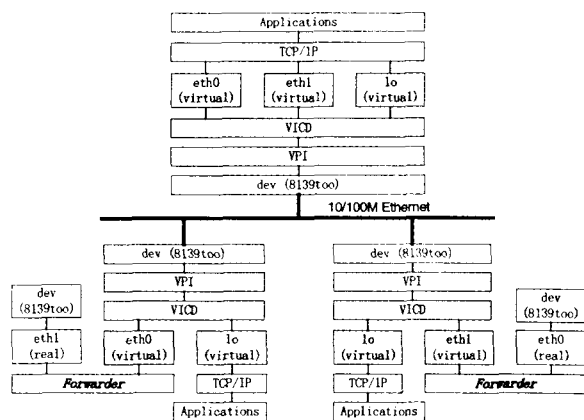 Applications
TCP/IP
eth0 eth1 lo
(virtual) (virtual) (virtual)
VICD
VPI
dev (8139too)
10/100M Ethernet
dev (8139too) dev (8139too)
VPI VPI
dev VICD VICD dev
(8139too) (8139too)
eth1 eth0 lo lo eth1 eth0
(real) (virtual) (virtual) (virtual) (virtual) (real)
Forwarder TCP/IP TCP/IP Forwarder
Applications Applications